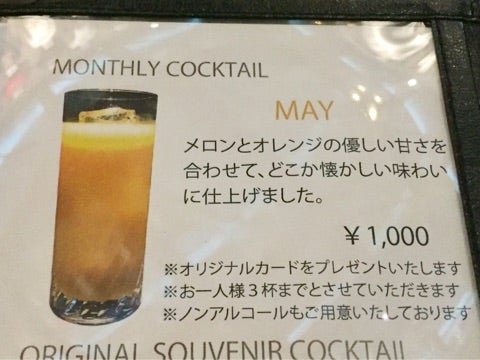 MONTHLY COCKTAIL
MAY
メロンとオレンジの優しい甘さを
合わせて、どこか懐かしい味わい
に仕上げました。
￥1,000
※オリジナルカードをプレゼントいたします
※お一人様３杯までとさせていただきます
※ノンアルコールもご用意いたしております
ORIGINAL SOUVENIR COCKTAIL